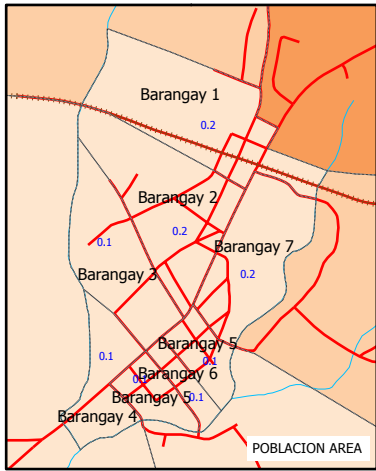 Barangay 1
0.2
Barangay 2
0.2
0.1
Barangay 7
0.2
Barangay 3
0.1
Barangay 5
0.1
Barangay 6
Barangay 5
0.1
Barangay 4
POBLACION AREA